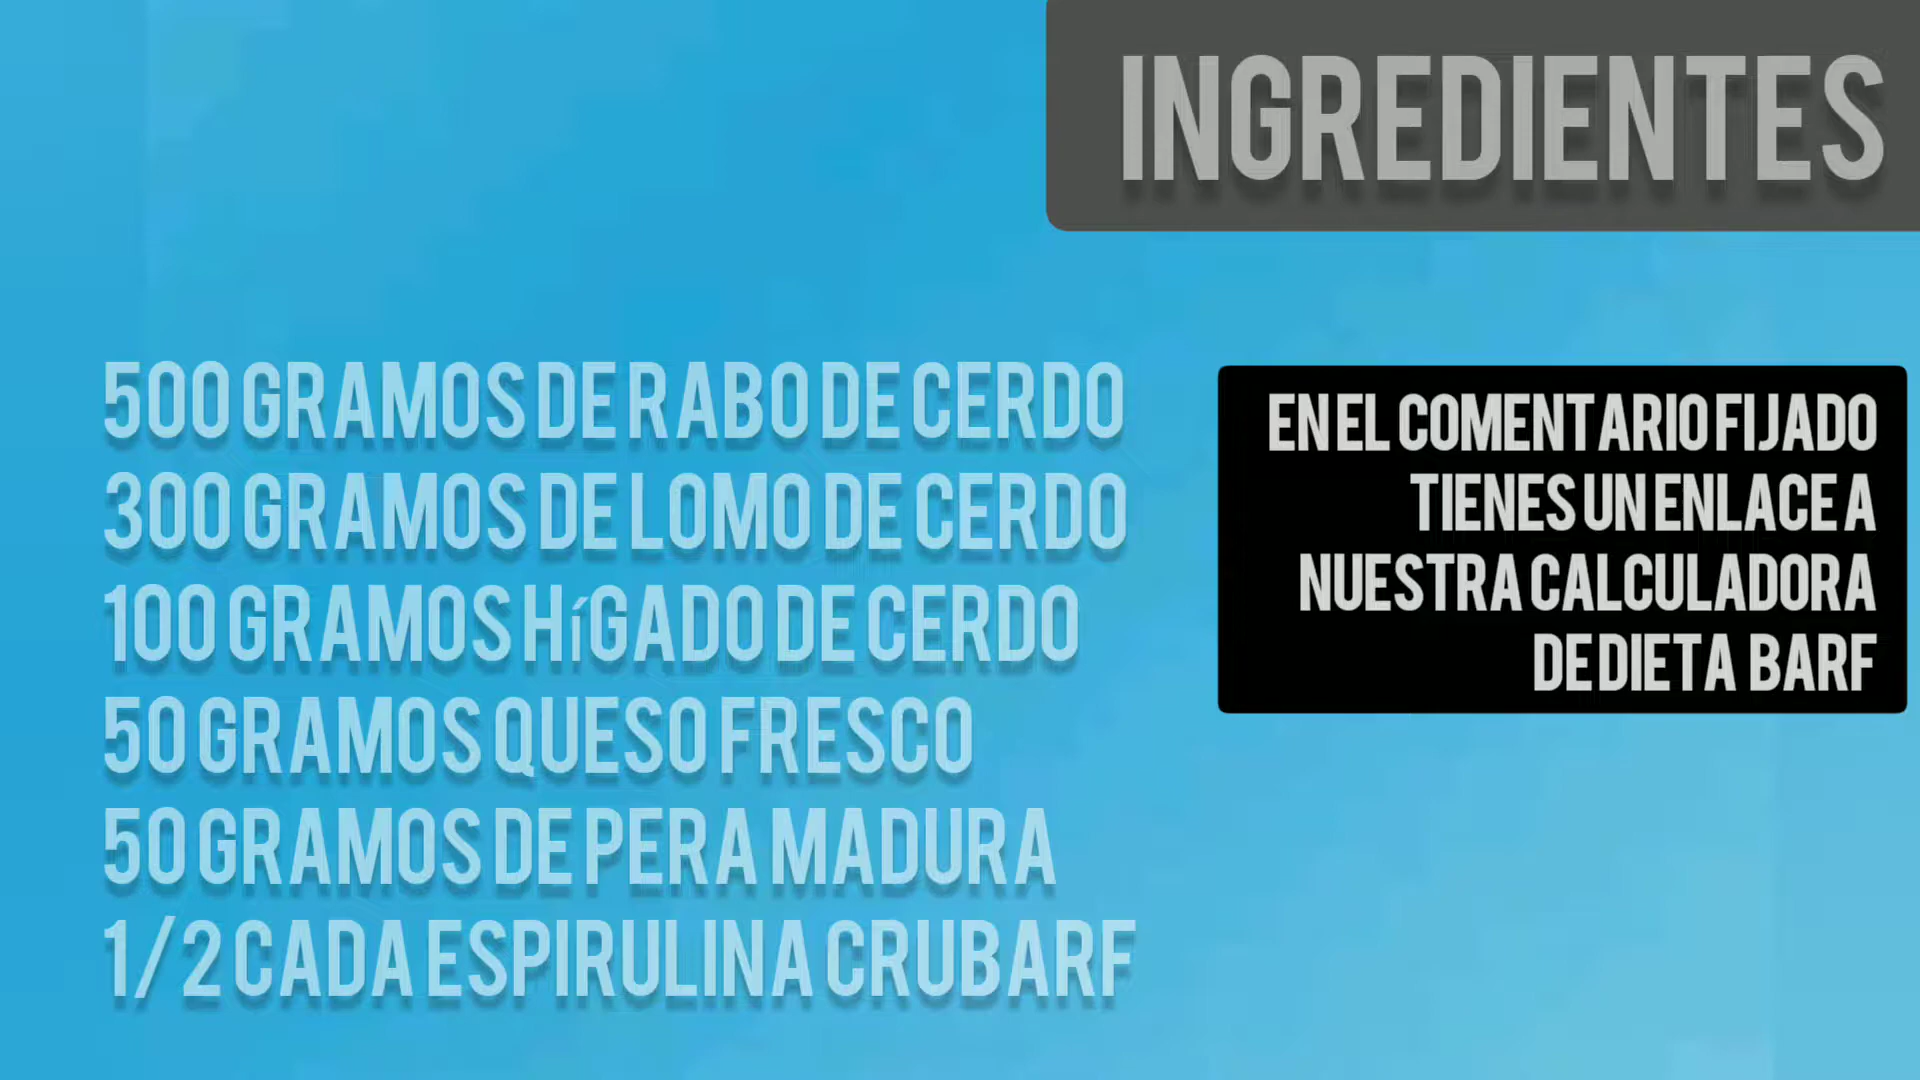 INGREDIENTES
500 GRAMOS DE RABO DE CERDO
300 GRAMOS DE LOMO DE CERDO
100 GRAMOS HíGADO DE CERDO
50 GRAMOS QUESO FRESCO
50 GRAMOS DE PERA MADURA
1/2 CADA ESPIRULINA CRUBARF
EN EL COMENTARIO FIJADO
TIENES UN ENLACE A
NUESTRA CALCULADORA
DE DIETA BARF